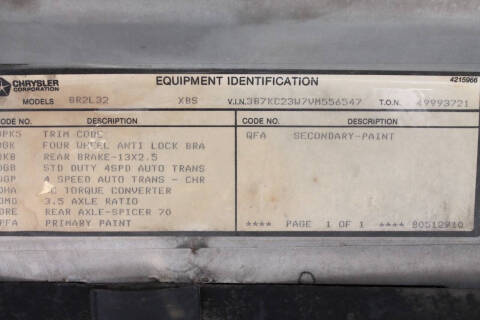 CHRYSLER CORPORATION EQUIPMENT IDENTIFICATION 4215966
MODELS BR2L32 XBS V.I.N. 3B7KC23W7VM556547 T.O.N. 49993721
CODE DESCRIPTION CODE DESCRIPTION
TRIM CODE QFA SECONDARY-PAINT
FOUR WHEEL ANTI LOCK BRA
REAR BRAKE-13X2.5
STD DUTY 4SPD AUTO TRANS
4 SPEED AUTO TRANS - CHR
TORQUE CONVERTER
3.5 AXLE RATIO
REAR AXLE-SPICER 70
PRIMARY PAINT **** PAGE 1 OF 1 **** 80512910